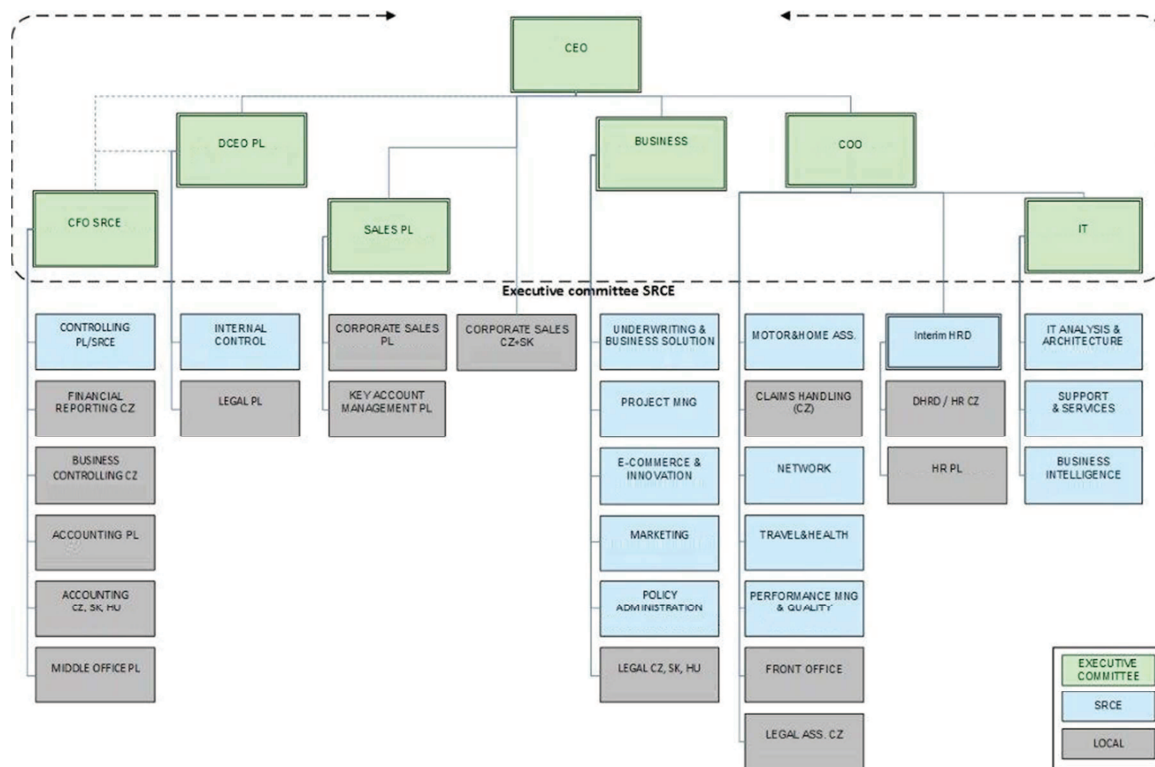 CEO
DCEO PL
BUSINESS
COO
CFO SRCE
SALES PL
IT
Executive committee SRCE
CONTROLLING
PL/SRCE
INTERNAL
CONTROL
CORPORATE SALES
PL
CORPORATE SALES
CZ+SK
UNDERWRITING &
BUSINESS SOLUTION
MOTOR&HOME ASS.
Interim HRD
IT ANALYSIS &
ARCHITECTURE
FINANCIAL
REPORTING CZ
LEGAL PL
KEY ACCOUNT
MANAGEMENT PL
PROJECT MNG
CLAIMS HANDLING
(CZ)
DHRD / HR CZ
SUPPORT
& SERVICES
BUSINESS
CONTROLLING CZ
E-COMMERCE &
INNOVATION
NETWORK
HR PL
BUSINESS
INTELLIGENCE
ACCOUNTING PL
MARKETING
TRAVEL&HEALTH
ACCOUNTING
CZ, SK, HU
POLICY
ADMINISTRATION
PERFORMANCE MNG
& QUALITY
MIDDLE OFFICE PL
LEGAL CZ, SK, HU
FRONT OFFICE
LEGAL ASS. CZ
EXECUTIVE
COMMITTEE
SRCE
LOCAL